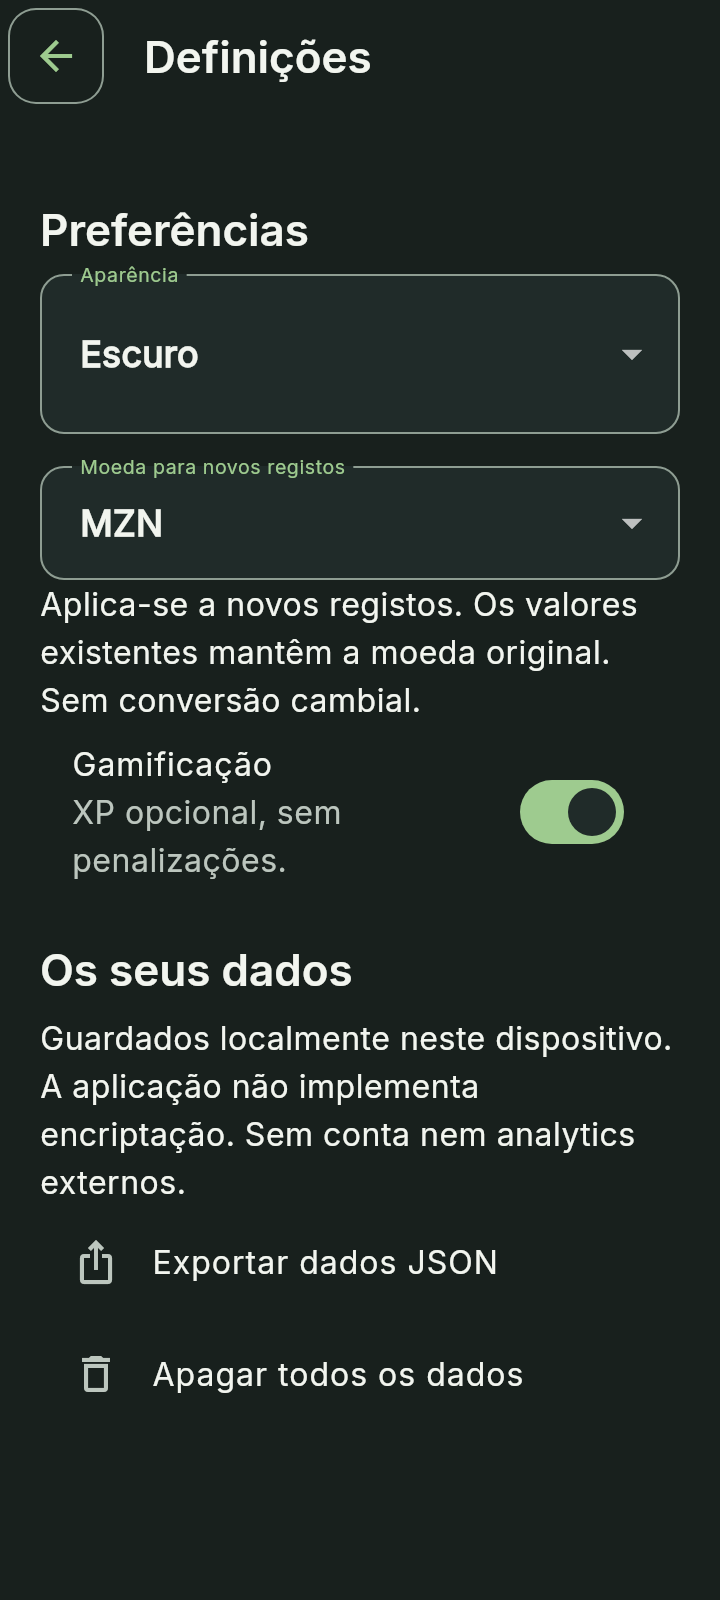 Definições
Preferências
Aparência
Escuro
Moeda para novos registos
MZN
Aplica-se a novos registos. Os valores
existentes mantêm a moeda original.
Sem conversão cambial.
Gamificação
XP opcional, sem
penalizações.
Os seus dados
Guardados localmente neste dispositivo.
A aplicação não implementa
encriptação. Sem conta nem analytics
externos.
Exportar dados JSON
Apagar todos os dados